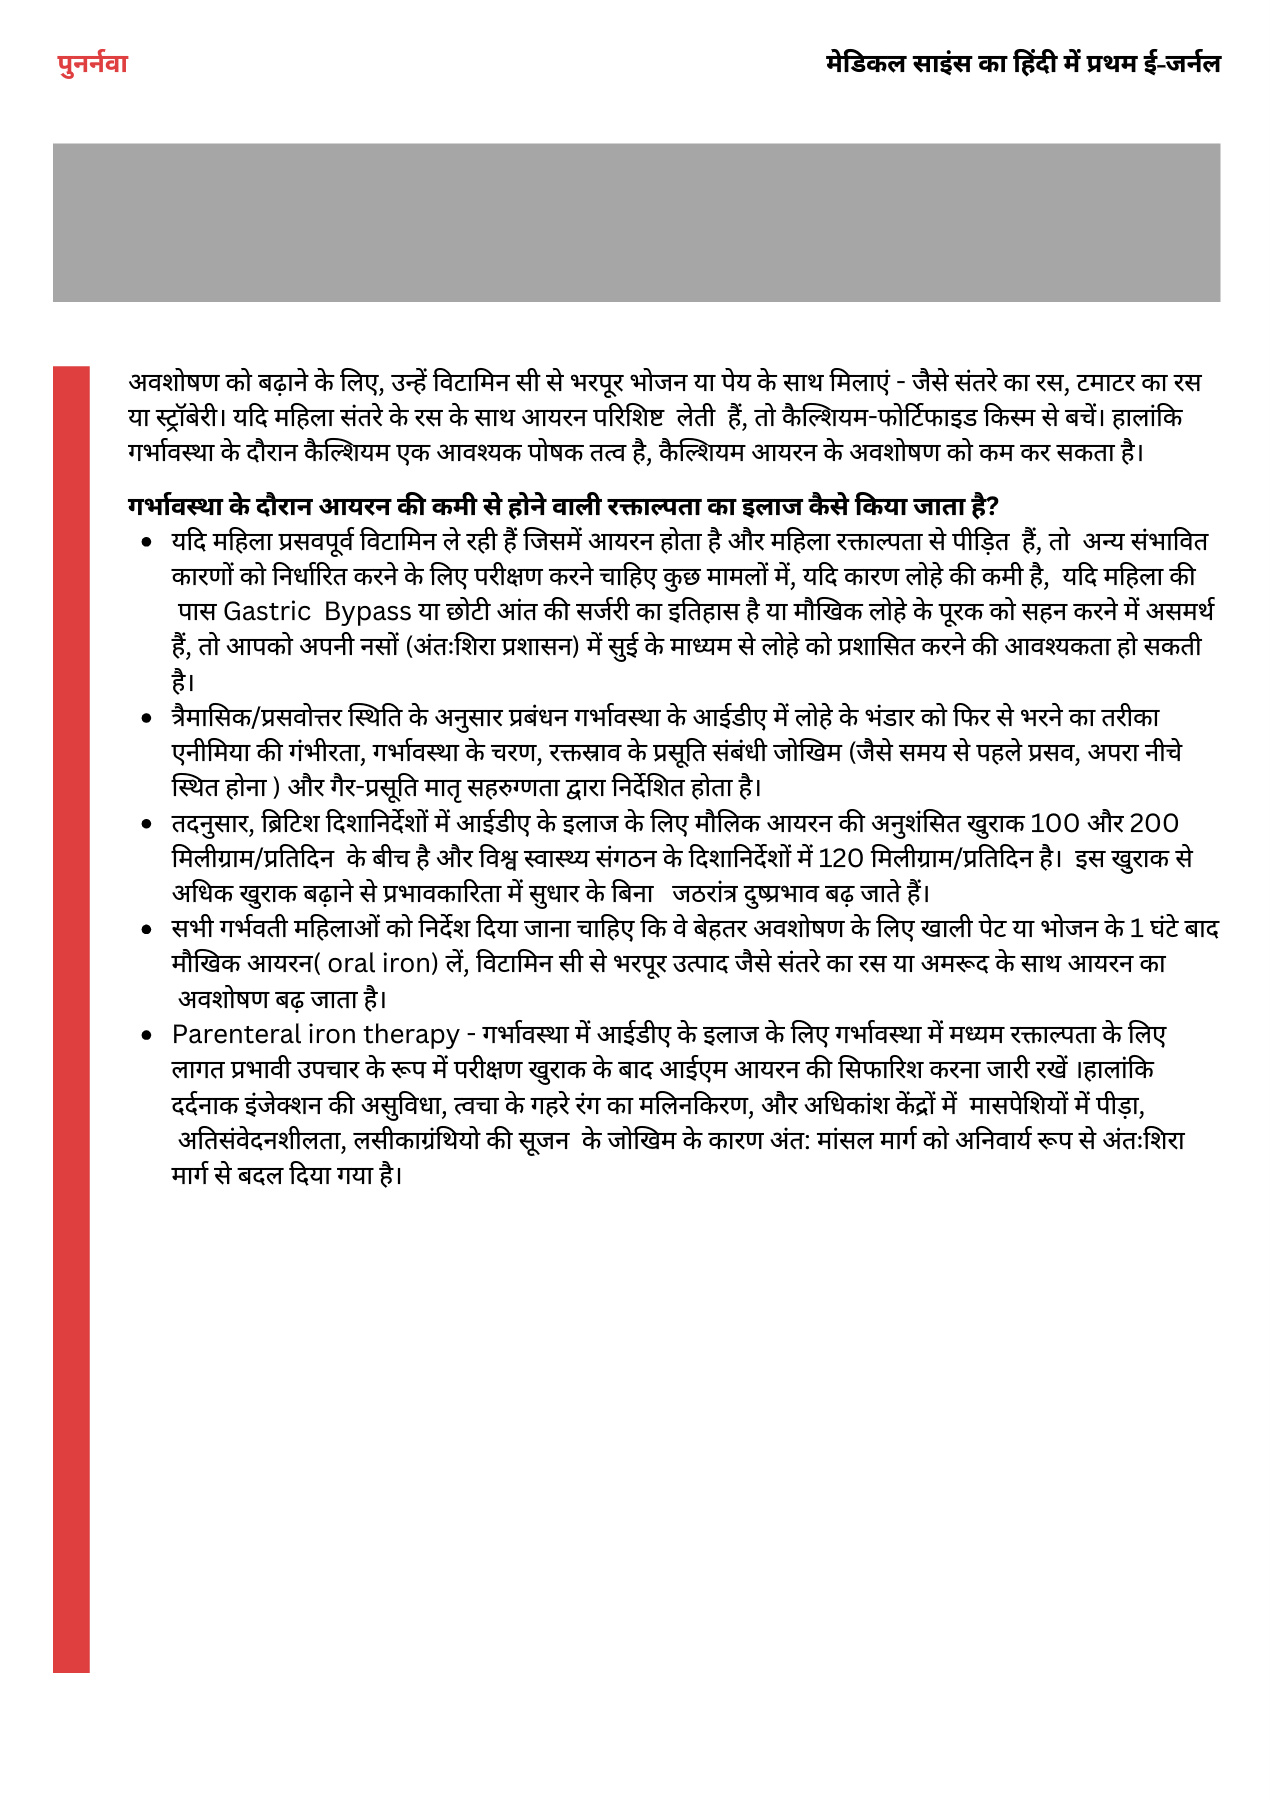 पुनर्नवा
मेडिकल साइंस का हिंदी में प्रथम ई-जर्नल
अवशोषण को बढ़ाने के लिए, उन्हें विटामिन सी से भरपूर भोजन या पेय के साथ मिलाएं - जैसे संतरे का रस, टमाटर का रस
या स्ट्रॉबेरी। यदि महिला संतरे के रस के साथ आयरन परिशिष्ट लेती हैं, तो कैल्शियम-फोर्टिफाइड किस्म से बचें। हालांकि
गर्भावस्था के दौरान कैल्शियम एक आवश्यक पोषक तत्व है, कैल्शियम आयरन के अवशोषण को कम कर सकता है।
गर्भावस्था के दौरान आयरन की कमी से होने वाली रक्ताल्पता का इलाज कैसे किया जाता है?
• यदि महिला प्रसवपूर्व विटामिन ले रही हैं जिसमें आयरन होता है और महिला रक्ताल्पता से पीड़ित हैं, तो अन्य संभावित
कारणों को निर्धारित करने के लिए परीक्षण करने चाहिए कुछ मामलों में, यदि कारण लोहे की कमी है, यदि महिला की
पास Gastric Bypass या छोटी आंत की सर्जरी का इतिहास है या मौखिक लोहे के पूरक को सहन करने में असमर्थ
हैं, तो आपको अपनी नसों (अंतःशिरा प्रशासन) में सुई के माध्यम से लोहे को प्रशासित करने की आवश्यकता हो सकती
है।
• त्रैमासिक/प्रसवोत्तर स्थिति के अनुसार प्रबंधन गर्भावस्था के आईडीए में लोहे के भंडार को फिर से भरने का तरीका
एनीमिया की गंभीरता, गर्भावस्था के चरण, रक्तस्राव के प्रसूति संबंधी जोखिम (जैसे समय से पहले प्रसव, अपरा नीचे
स्थित होना ) और गैर-प्रसूति मातृ सहरुग्णता द्वारा निर्देशित होता है।
• तदनुसार, ब्रिटिश दिशानिर्देशों में आईडीए के इलाज के लिए मौलिक आयरन की अनुशंसित खुराक 100 और 200
मिलीग्राम/प्रतिदिन के बीच है और विश्व स्वास्थ्य संगठन के दिशानिर्देशों में 120 मिलीग्राम/प्रतिदिन है। इस खुराक से
अधिक खुराक बढ़ाने से प्रभावकारिता में सुधार के बिना जठरांत्र दुष्प्रभाव बढ़ जाते हैं।
• सभी गर्भवती महिलाओं को निर्देश दिया जाना चाहिए कि वे बेहतर अवशोषण के लिए खाली पेट या भोजन के 1 घंटे बाद
मौखिक आयरन( oral iron) लें, विटामिन सी से भरपूर उत्पाद जैसे संतरे का रस या अमरूद के साथ आयरन का
अवशोषण बढ़ जाता है।
• Parenteral iron therapy - गर्भावस्था में आईडीए के इलाज के लिए गर्भावस्था में मध्यम रक्ताल्पता के लिए
लागत प्रभावी उपचार के रूप में परीक्षण खुराक के बाद आईएम आयरन की सिफारिश करना जारी रखें ।हालांकि
दर्दनाक इंजेक्शन की असुविधा, त्वचा के गहरे रंग का मलिनकिरण, और अधिकांश केंद्रों में मासपेशियों में पीड़ा,
अतिसंवेदनशीलता, लसीकाग्रंथियो की सूजन के जोखिम के कारण अंत: मांसल मार्ग को अनिवार्य रूप से अंतःशिरा
मार्ग से बदल दिया गया है।